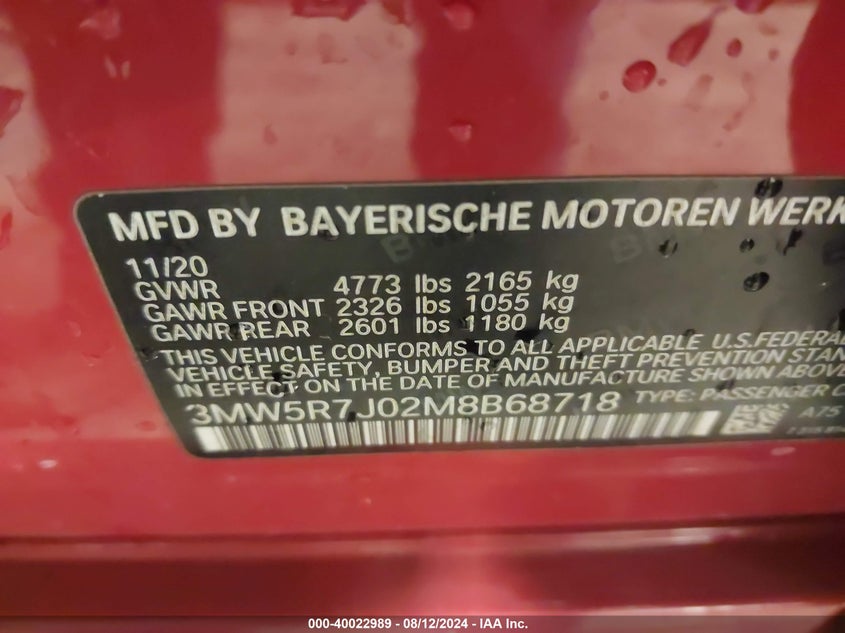 MFD BY BAYERISCHE MOTOREN WERK
11/20
GVWR 4773 lbs 2165 kg
GAWR FRONT 2326 lbs 1055 kg
GAWR REAR 2601 lbs 1180 kg
THIS VEHICLE CONFORMS TO ALL APPLICABLE U.S.FEDERAL
VEHICLE SAFETY, BUMPER AND THEFT PREVENTION STAN
IN EFFECT ON THE DATE OF MANUFACTURE SHOWN ABOVE
3MW5R7J02M8B68718 TYPE: PASSENGER C
A75
000-40022989 - 08/12/2024 - IAA Inc.